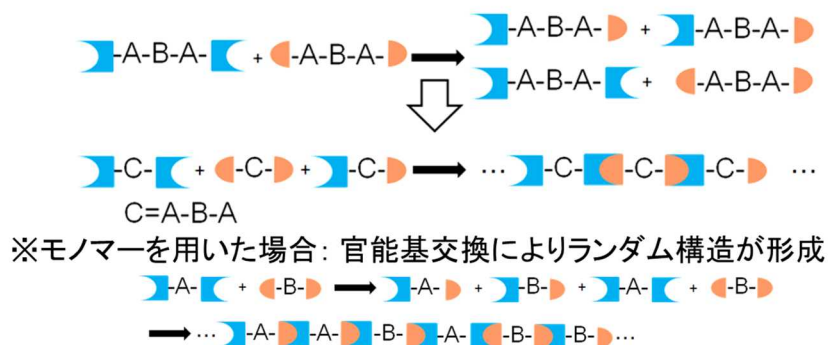 -A-B-A- + -A-B-A- -A-B-A- + -A-B-A-
-A-B-A- + -A-B-A-
-C- + -C- + -C- … -C- -C- -C- …
C=A-B-A
※モノマーを用いた場合: 官能基交換によりランダム構造が形成
-A- + -B- -A- + -B- + -A- + -B-
… -A- -A- -B- -A- -B- -B- …